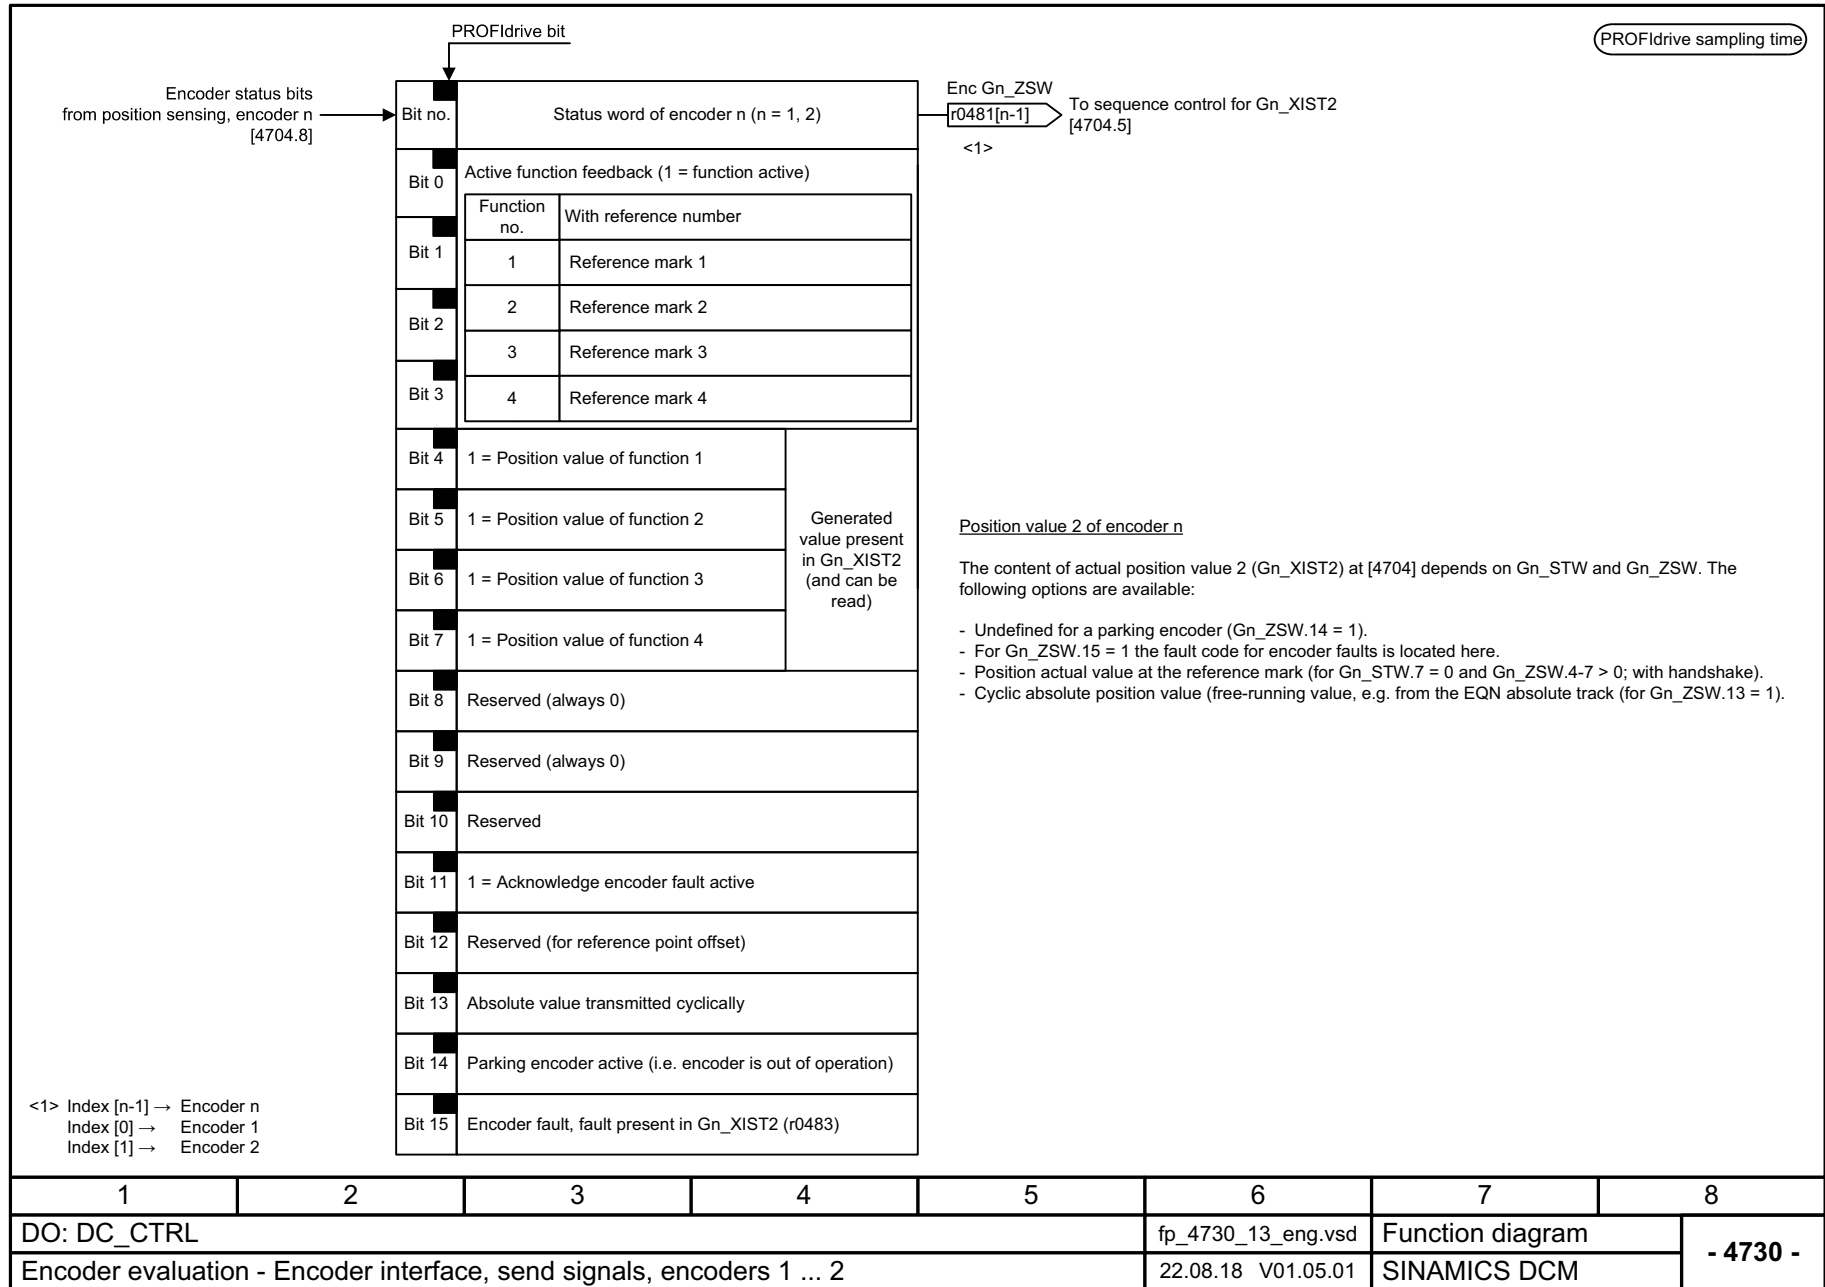 PROFIdrive bit
PROFIdrive sampling time
Encoder status bits
from position sensing, encoder n
[4704.8]
Bit no.
Status word of encoder n (n = 1, 2)
Enc Gn_ZSW
r0481[n-1]
<1>
To sequence control for Gn_XIST2
[4704.5]
Bit 0
Bit 1
Bit 2
Bit 3
Active function feedback (1 = function active)
Function
no.
With reference number
1 Reference mark 1
2 Reference mark 2
3 Reference mark 3
4 Reference mark 4
Bit 4 1 = Position value of function 1
Bit 5 1 = Position value of function 2
Bit 6 1 = Position value of function 3
Bit 7 1 = Position value of function 4
Generated
value present
in Gn_XIST2
(and can be
read)
Bit 8 Reserved (always 0)
Bit 9 Reserved (always 0)
Bit 10 Reserved
Bit 11 1 = Acknowledge encoder fault active
Bit 12 Reserved (for reference point offset)
Bit 13 Absolute value transmitted cyclically
Bit 14 Parking encoder active (i.e. encoder is out of operation)
Bit 15 Encoder fault, fault present in Gn_XIST2 (r0483)
Position value 2 of encoder n
The content of actual position value 2 (Gn_XIST2) at [4704] depends on Gn_STW and Gn_ZSW. The
following options are available:
- Undefined for a parking encoder (Gn_ZSW.14 = 1).
- For Gn_ZSW.15 = 1 the fault code for encoder faults is located here.
- Position actual value at the reference mark (for Gn_STW.7 = 0 and Gn_ZSW.4-7 > 0; with handshake).
- Cyclic absolute position value (free-running value, e.g. from the EQN absolute track (for Gn_ZSW.13 = 1).
<1> Index [n-1] → Encoder n
Index [0] → Encoder 1
Index [1] → Encoder 2
1 2 3 4 5 6 7 8
DO: DC_CTRL
fp_4730_13_eng.vsd
Function diagram
- 4730 -
Encoder evaluation - Encoder interface, send signals, encoders 1 ... 2
22.08.18 V01.05.01
SINAMICS DCM